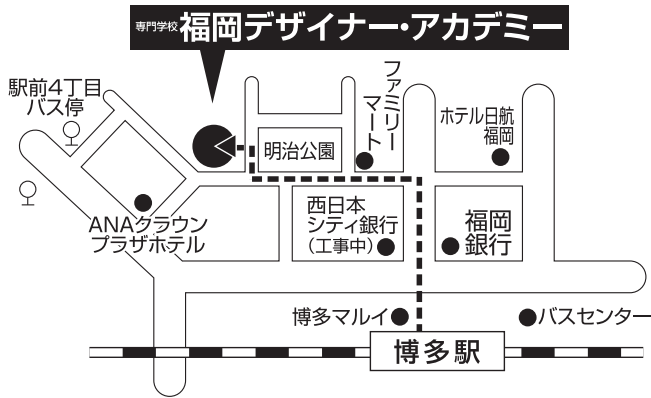 専門学校 福岡デザイナー・アカデミー
駅前4丁目
バス停
ファミリー
マート
ホテル日航
福岡
明治公園
ANAクラウン
プラザホテル
西日本
シティ銀行
(工事中)
福岡
銀行
博多マルイ
バスセンター
博多駅